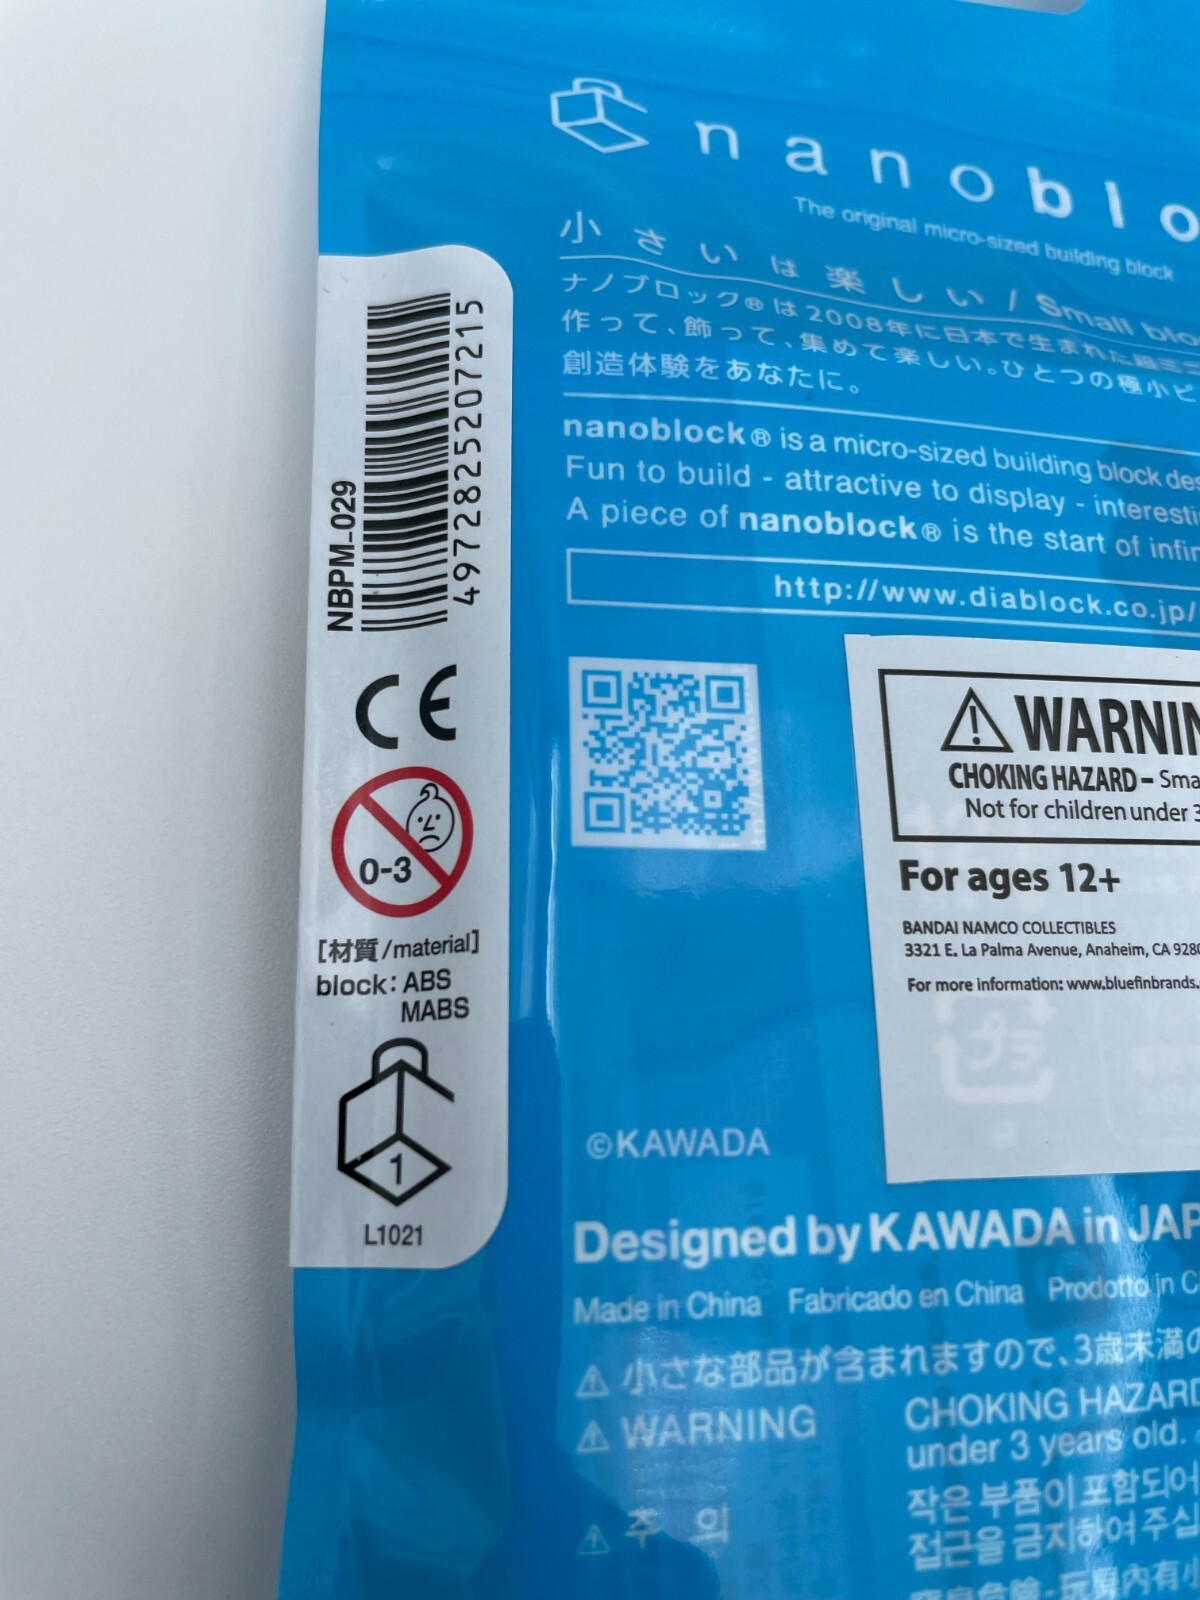 nanoblo
The original micro-sized building block
小さいは楽しい / Small blo
ナノブロック®は2008年に日本で生まれた超ミニ
作って、飾って、集めて楽しい。ひとつの極小ピ
創造体験をあなたに。
nanoblock® is a micro-sized building block des
Fun to build - attractive to display - interesti
A piece of nanoblock® is the start of infin
http://www.diablock.co.jp/
NBPM-029
4972825207215
CE
0-3
[材質/material]
block: ABS
MABS
1
L1021
⚠ WARNIN
CHOKING HAZARD – Sma
Not for children under 3
For ages 12+
BANDAI NAMCO COLLECTIBLES
3321 E. La Palma Avenue, Anaheim, CA 9280
For more information: www.bluefinbrands.
プラ
©KAWADA
Designed by KAWADA in JAP
Made in China Fabricado en China Prodotto in C
⚠ 小さな部品が含まれますので、3歳未満の
⚠ WARNING
CHOKING HAZARD
under 3 years old.
⚠ 주 의
작은 부품이 포함되어
접근을 금지하여 주십